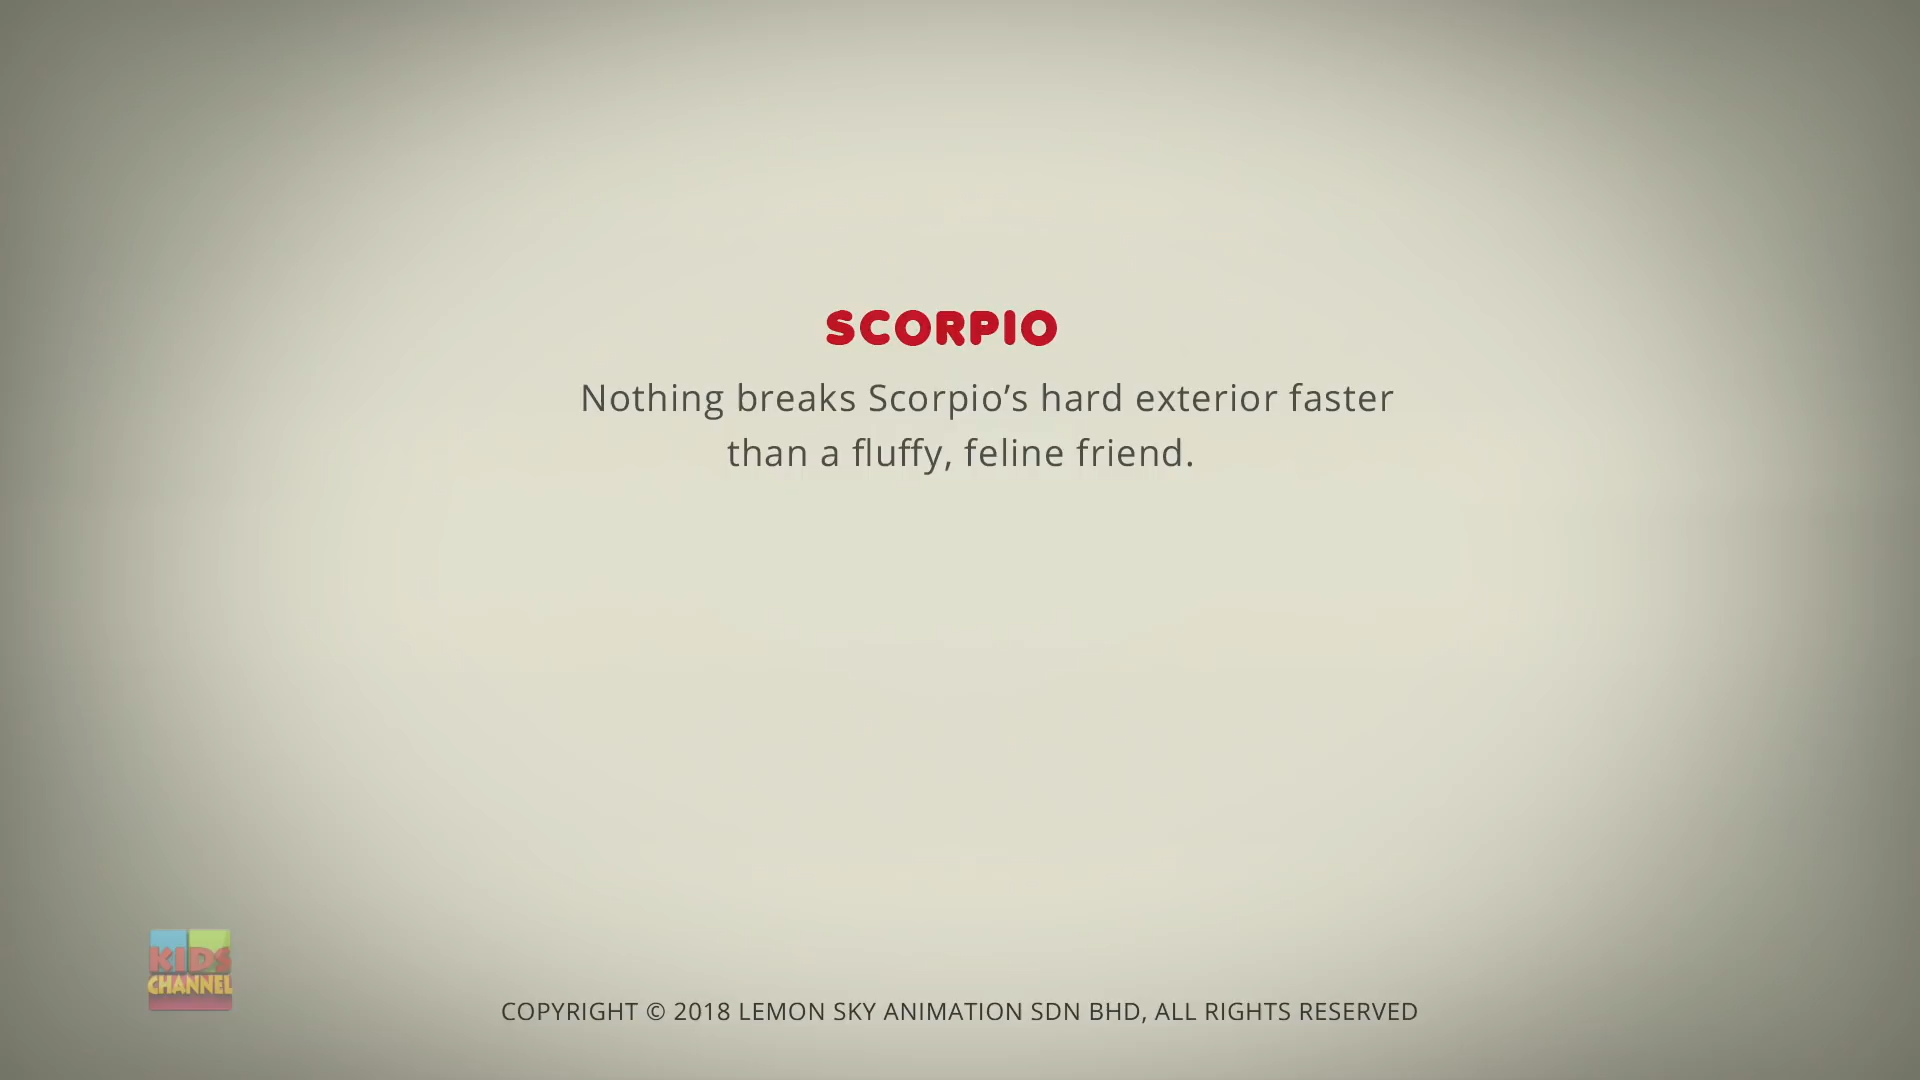 SCORPIO
Nothing breaks Scorpio’s hard exterior faster
than a fluffy, feline friend.
KIDS
CHANNEL
COPYRIGHT © 2018 LEMON SKY ANIMATION SDN BHD, ALL RIGHTS RESERVED